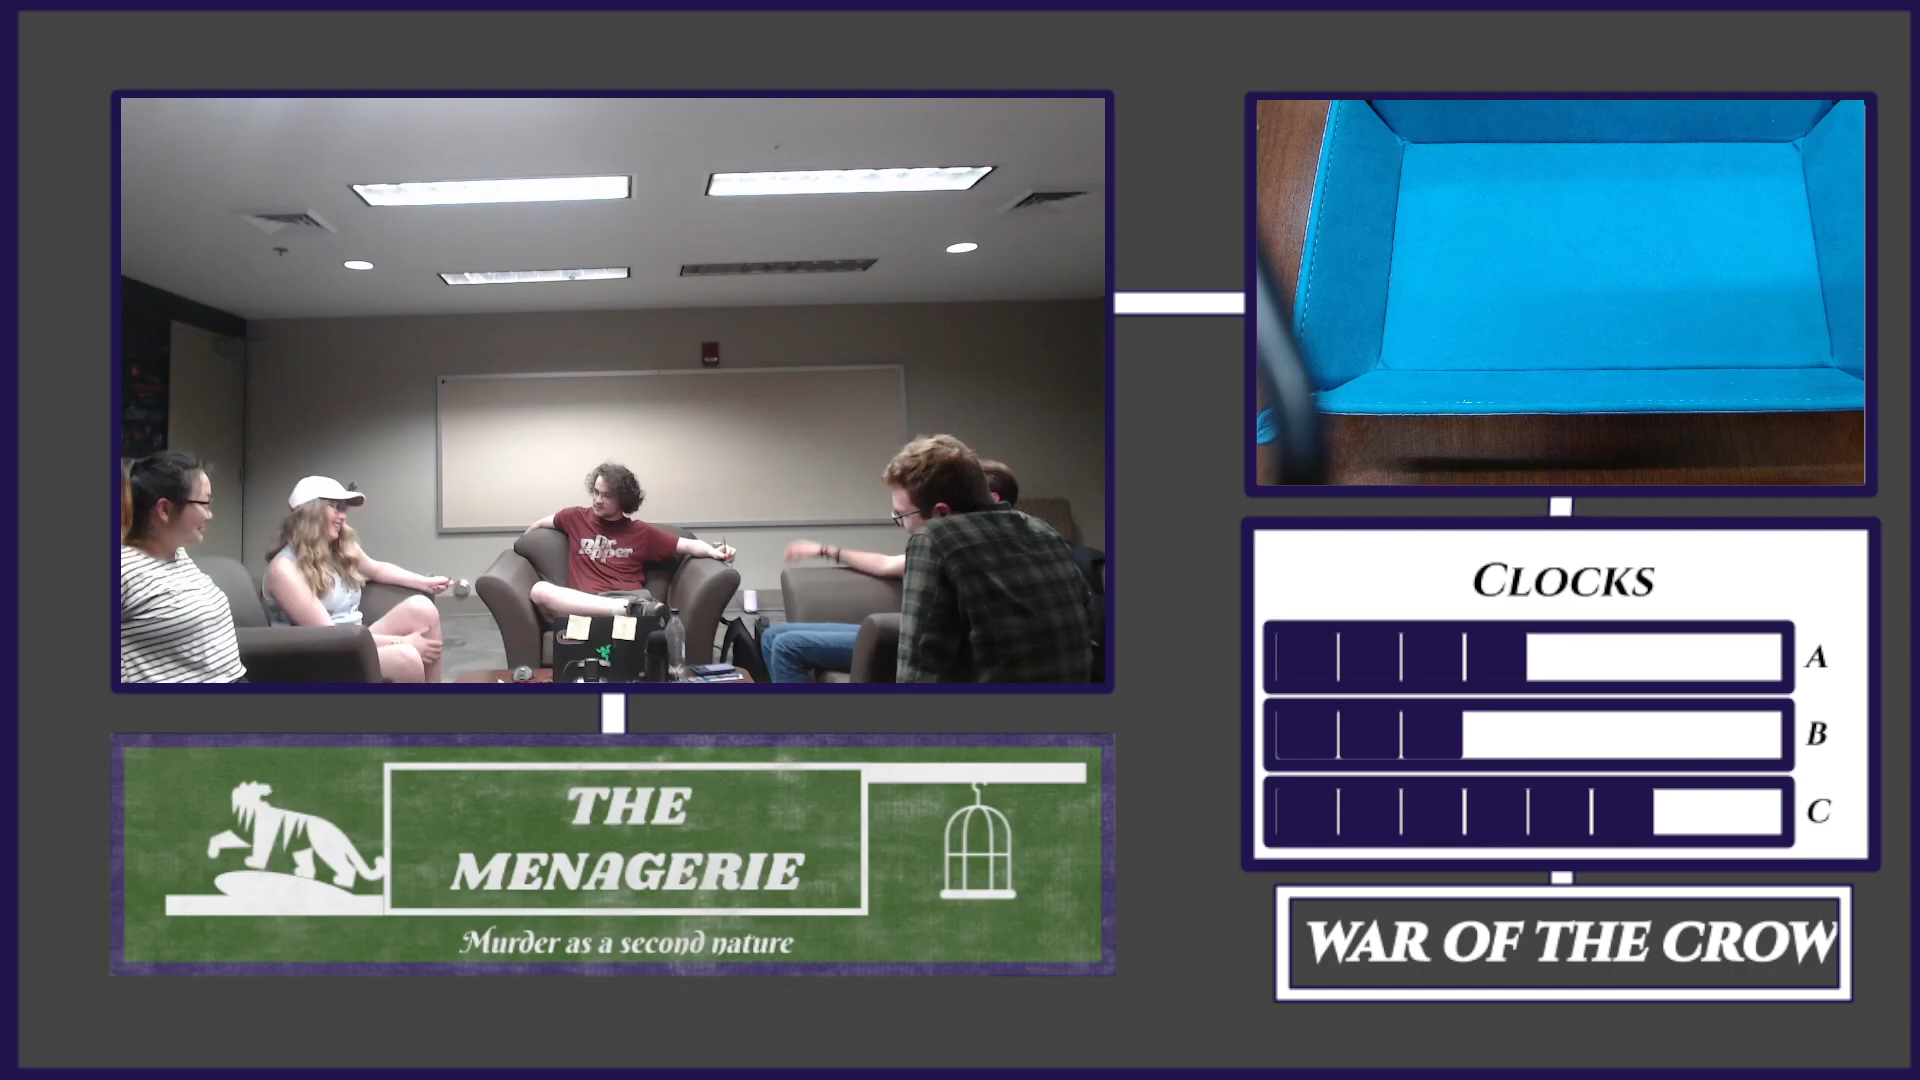 Dr
Pepper
THE
MENAGERIE
Murder as a second nature
CLOCKS
A
B
C
WAR OF THE CROW